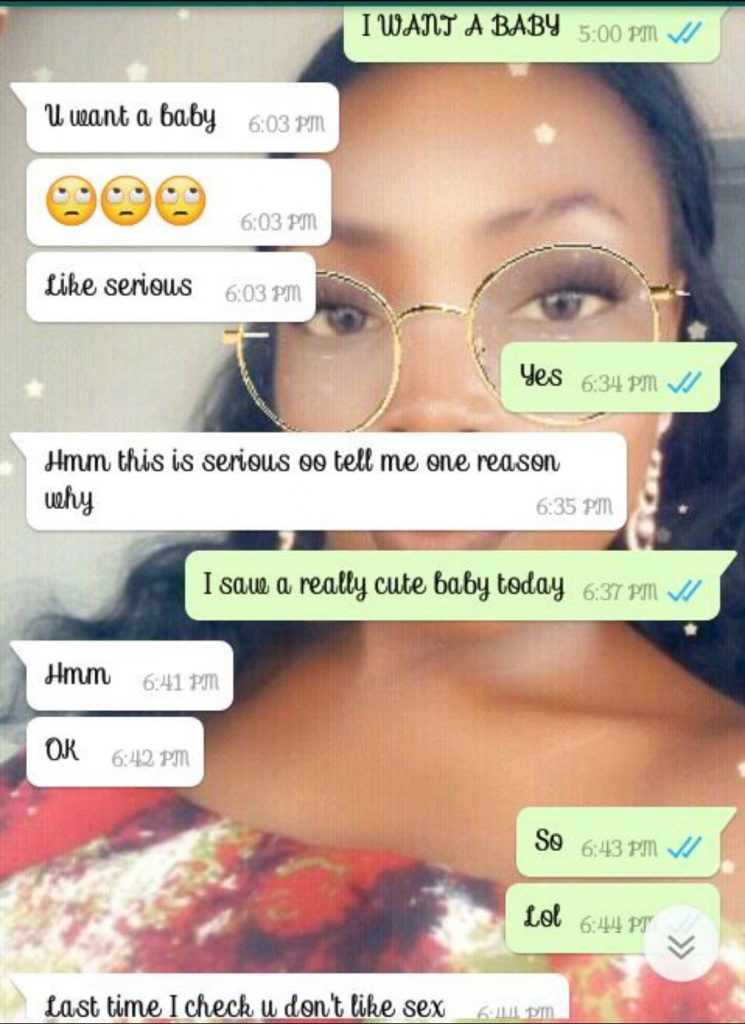 I WANT A BABY 5:00 PM
U want a baby 6:03 PM
6:03 PM
Like serious 6:03 PM
Yes 6:34 PM
Hmm this is serious oo tell me one reason
why 6:35 PM
I saw a really cute baby today 6:37 PM
Hmm 6:41 PM
OK 6:42 PM
So 6:43 PM
Lol 6:44 PM
Last time I check u don't like sex 6:44 PM